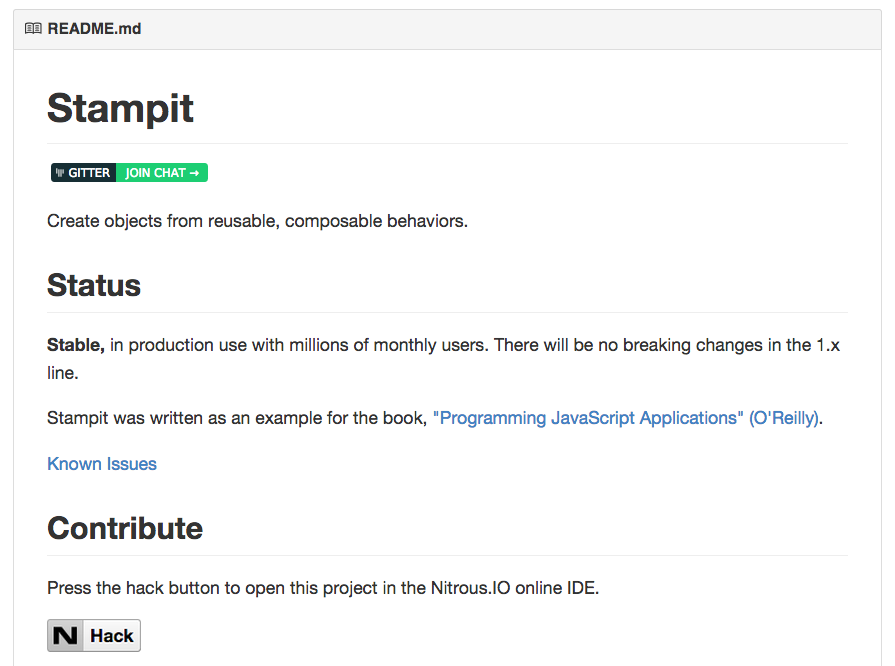 README.md
Stampit
GITTER JOIN CHAT →
Create objects from reusable, composable behaviors.
Status
Stable, in production use with millions of monthly users. There will be no breaking changes in the 1.x
line.
Stampit was written as an example for the book, "Programming JavaScript Applications" (O'Reilly).
Known Issues
Contribute
Press the hack button to open this project in the Nitrous.IO online IDE.
N Hack